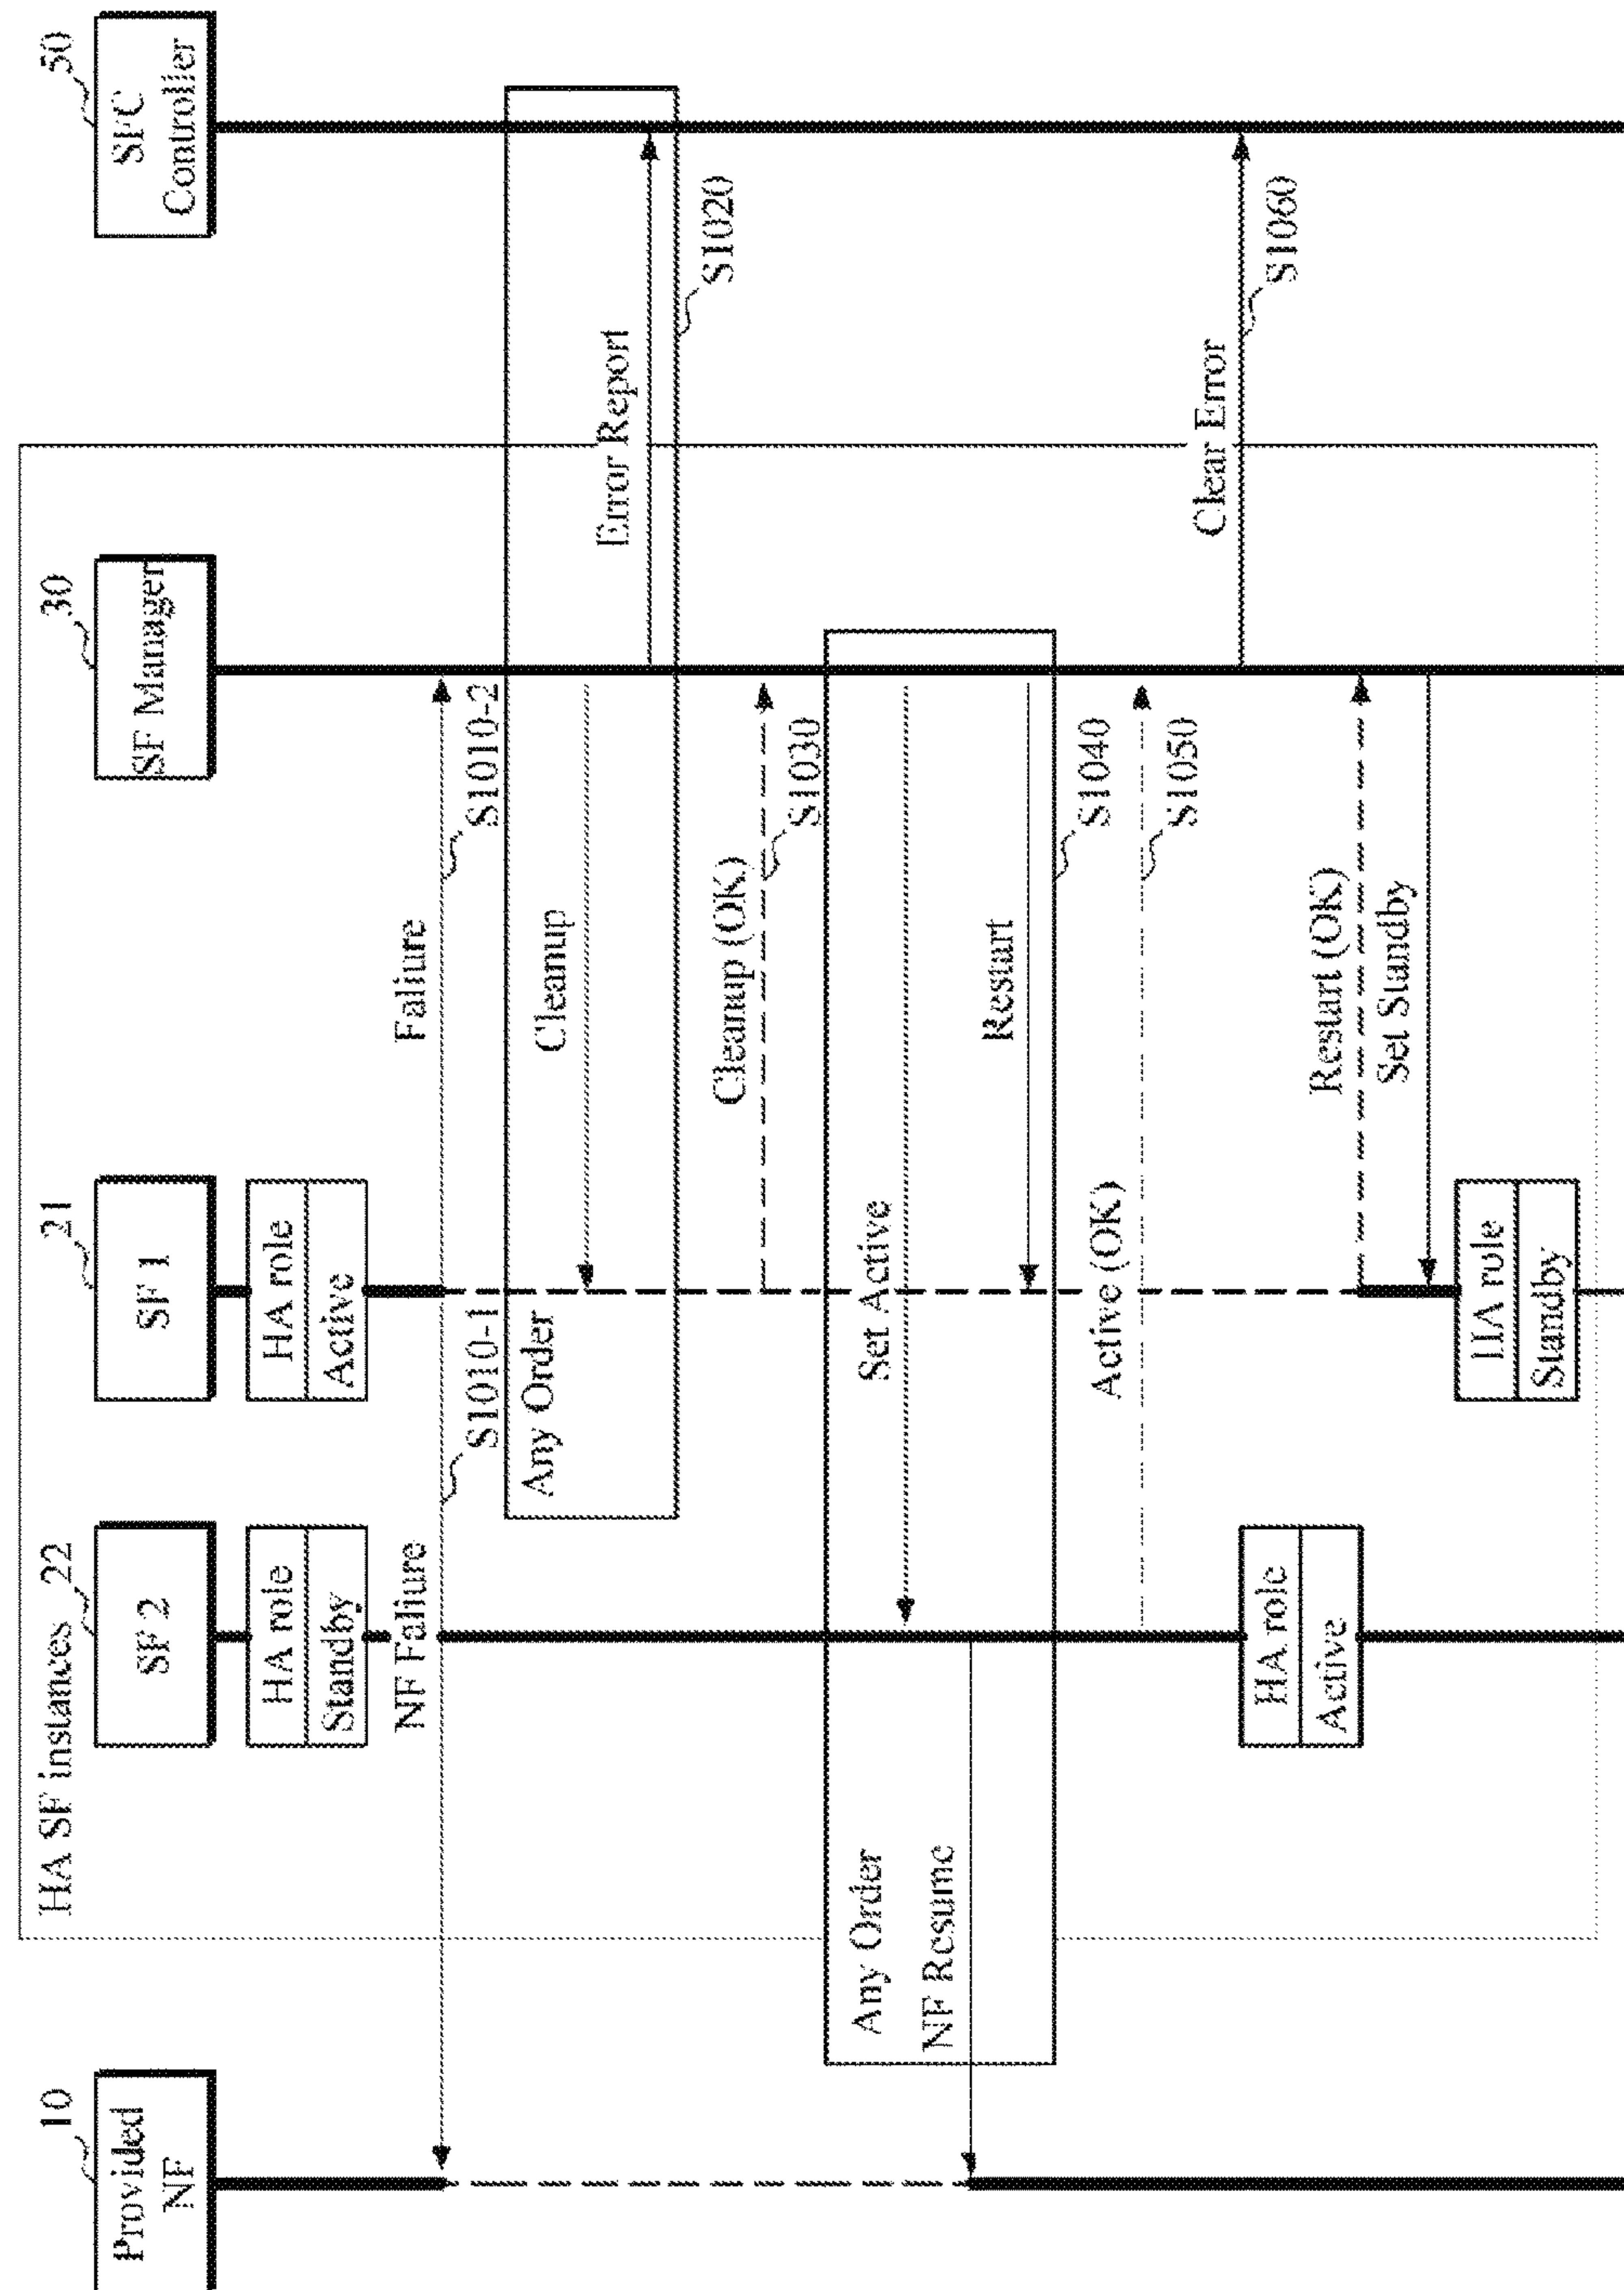 HA SF instances
10
Provided
NF
22
SF 2
21
SF 1
30
SF Manager
50
SFC
Controller
HA role
Standby
HA role
Active
NF Faliure
Faliure
S1010-1
S1010-2
Any Order
Cleanup
Error Report
S1020
Cleanup (OK)
S1030
Any Order
Set Active
NF Resume
Restart
S1040
Active (OK)
S1050
Clear Error
S1060
HA role
Active
Restart (OK)
Set Standby
HA role
Standby